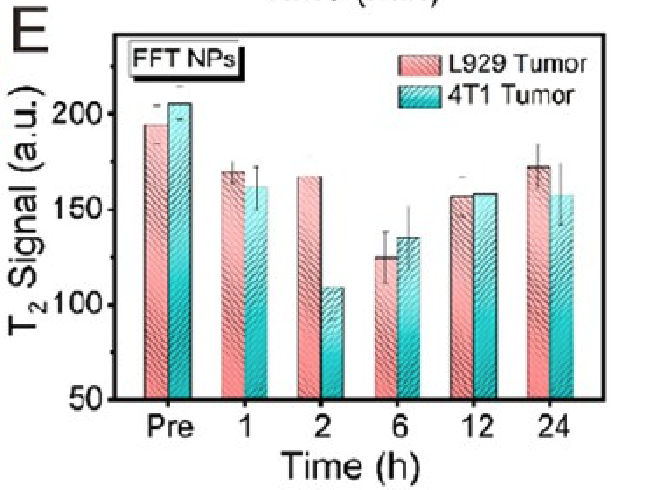 E
FFT NPs
L929 Tumor
4T1 Tumor
T2 Signal (a.u.)
200
150
100
50
Pre 1 2 6 12 24
Time (h)